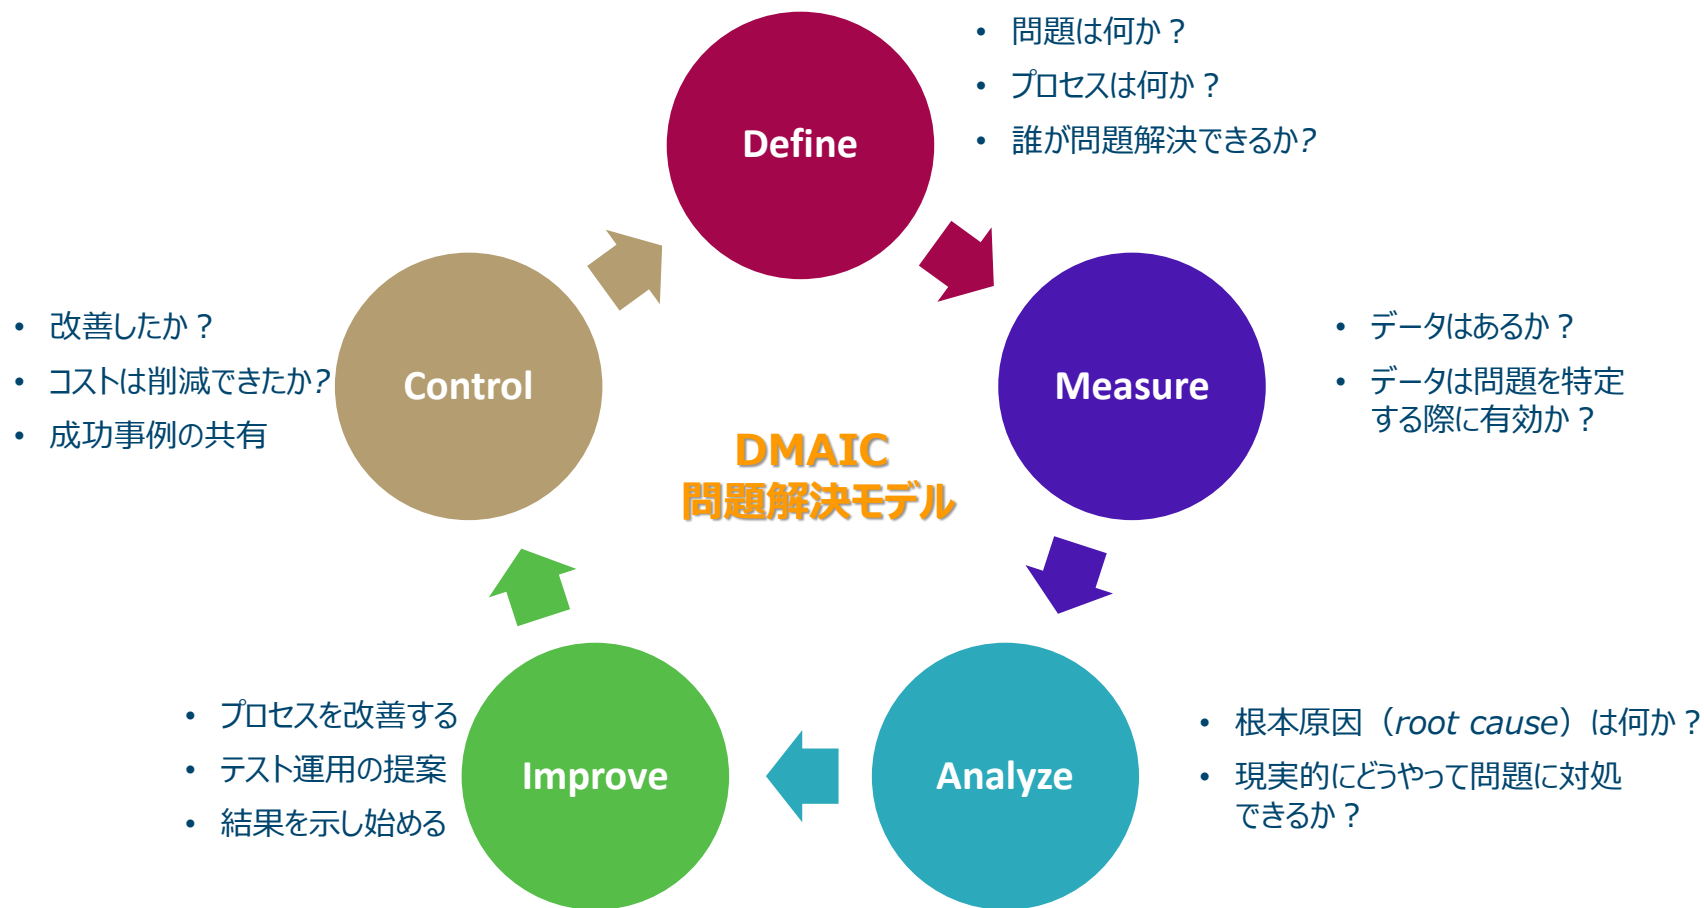 Define
• 問題は何か？
• プロセスは何か？
• 誰が問題解決できるか?
Measure
• データはあるか？
• データは問題を特定
する際に有効か？
Analyze
• 根本原因（root cause）は何か？
• 現実的にどうやって問題に対処
できるか？
Improve
• プロセスを改善する
• テスト運用の提案
• 結果を示し始める
Control
• 改善したか？
• コストは削減できたか?
• 成功事例の共有
DMAIC
問題解決モデル